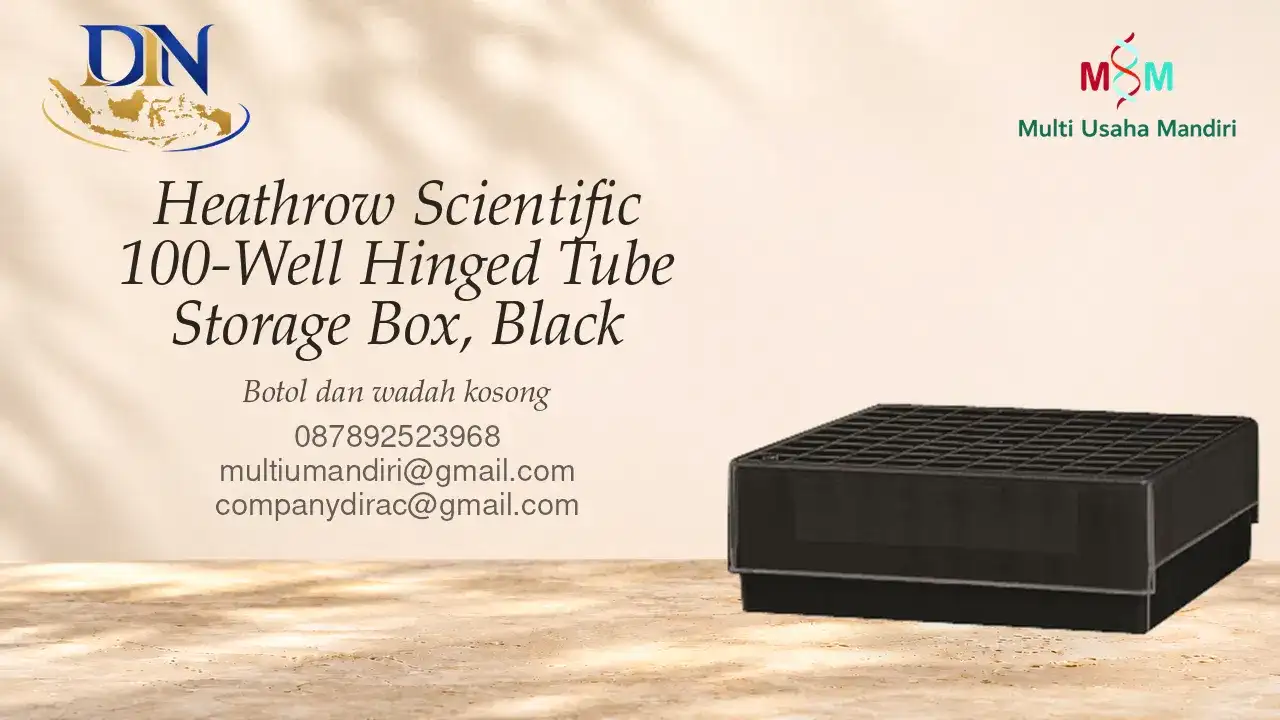 DIN
M M
Multi Usaha Mandiri
Heathrow Scientific
100-Well Hinged Tube
Storage Box, Black
Botol dan wadah kosong
087892523968
multiumandiri@gmail.com
companydirac@gmail.com